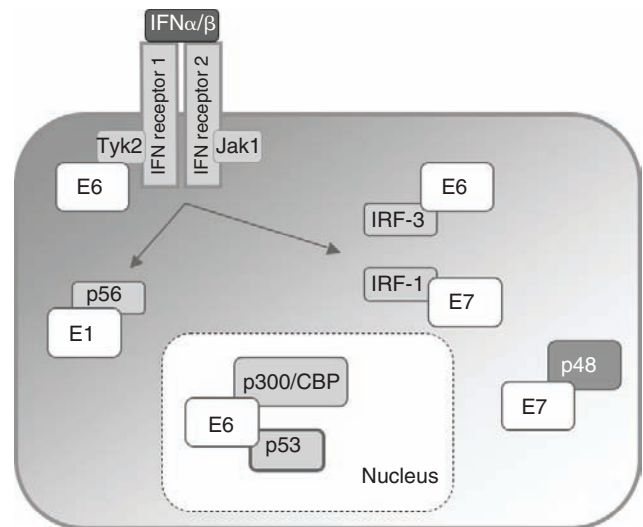 IFNα/β
IFN receptor 1
IFN receptor 2
Tyk2
Jak1
E6
E6
IRF-3
p56
E1
IRF-1
E7
p300/CBP
E6
p53
Nucleus
p48
E7